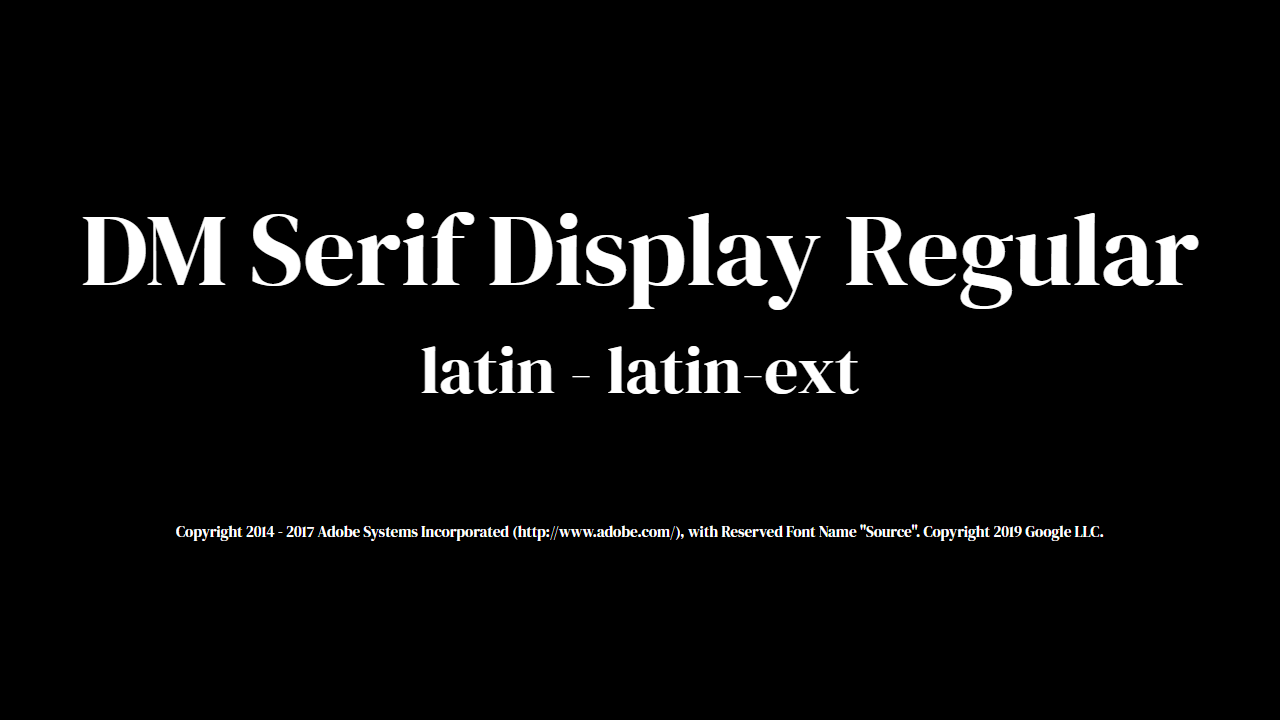 DM Serif Display Regular
latin - latin-ext
Copyright 2014 - 2017 Adobe Systems Incorporated (http://www.adobe.com/), with Reserved Font Name "Source". Copyright 2019 Google LLC.